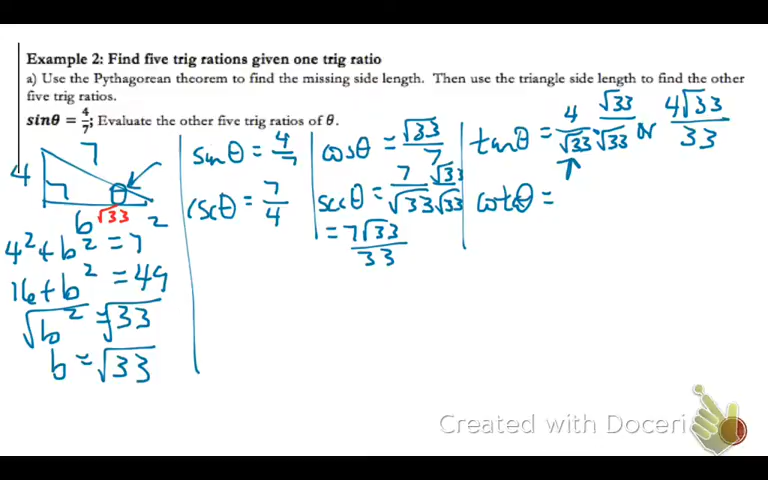 Example 2: Find five trig rations given one trig ratio
a) Use the Pythagorean theorem to find the missing side length. Then use the triangle side length to find the other
five trig ratios.
sinθ = 4/7; Evaluate the other five trig ratios of θ.
7
4
7
θ
b √33
4² + b² = 7²
16 + b² = 49
√b² = √33
b = √33
sinθ = 4/7
cscθ = 7/4
cosθ = √33/7
secθ = 7/√33 √33/√33
= 7√33/33
tanθ = 4/√33 · √33/√33 or 4√33/33
cotθ =
Created with Doceri